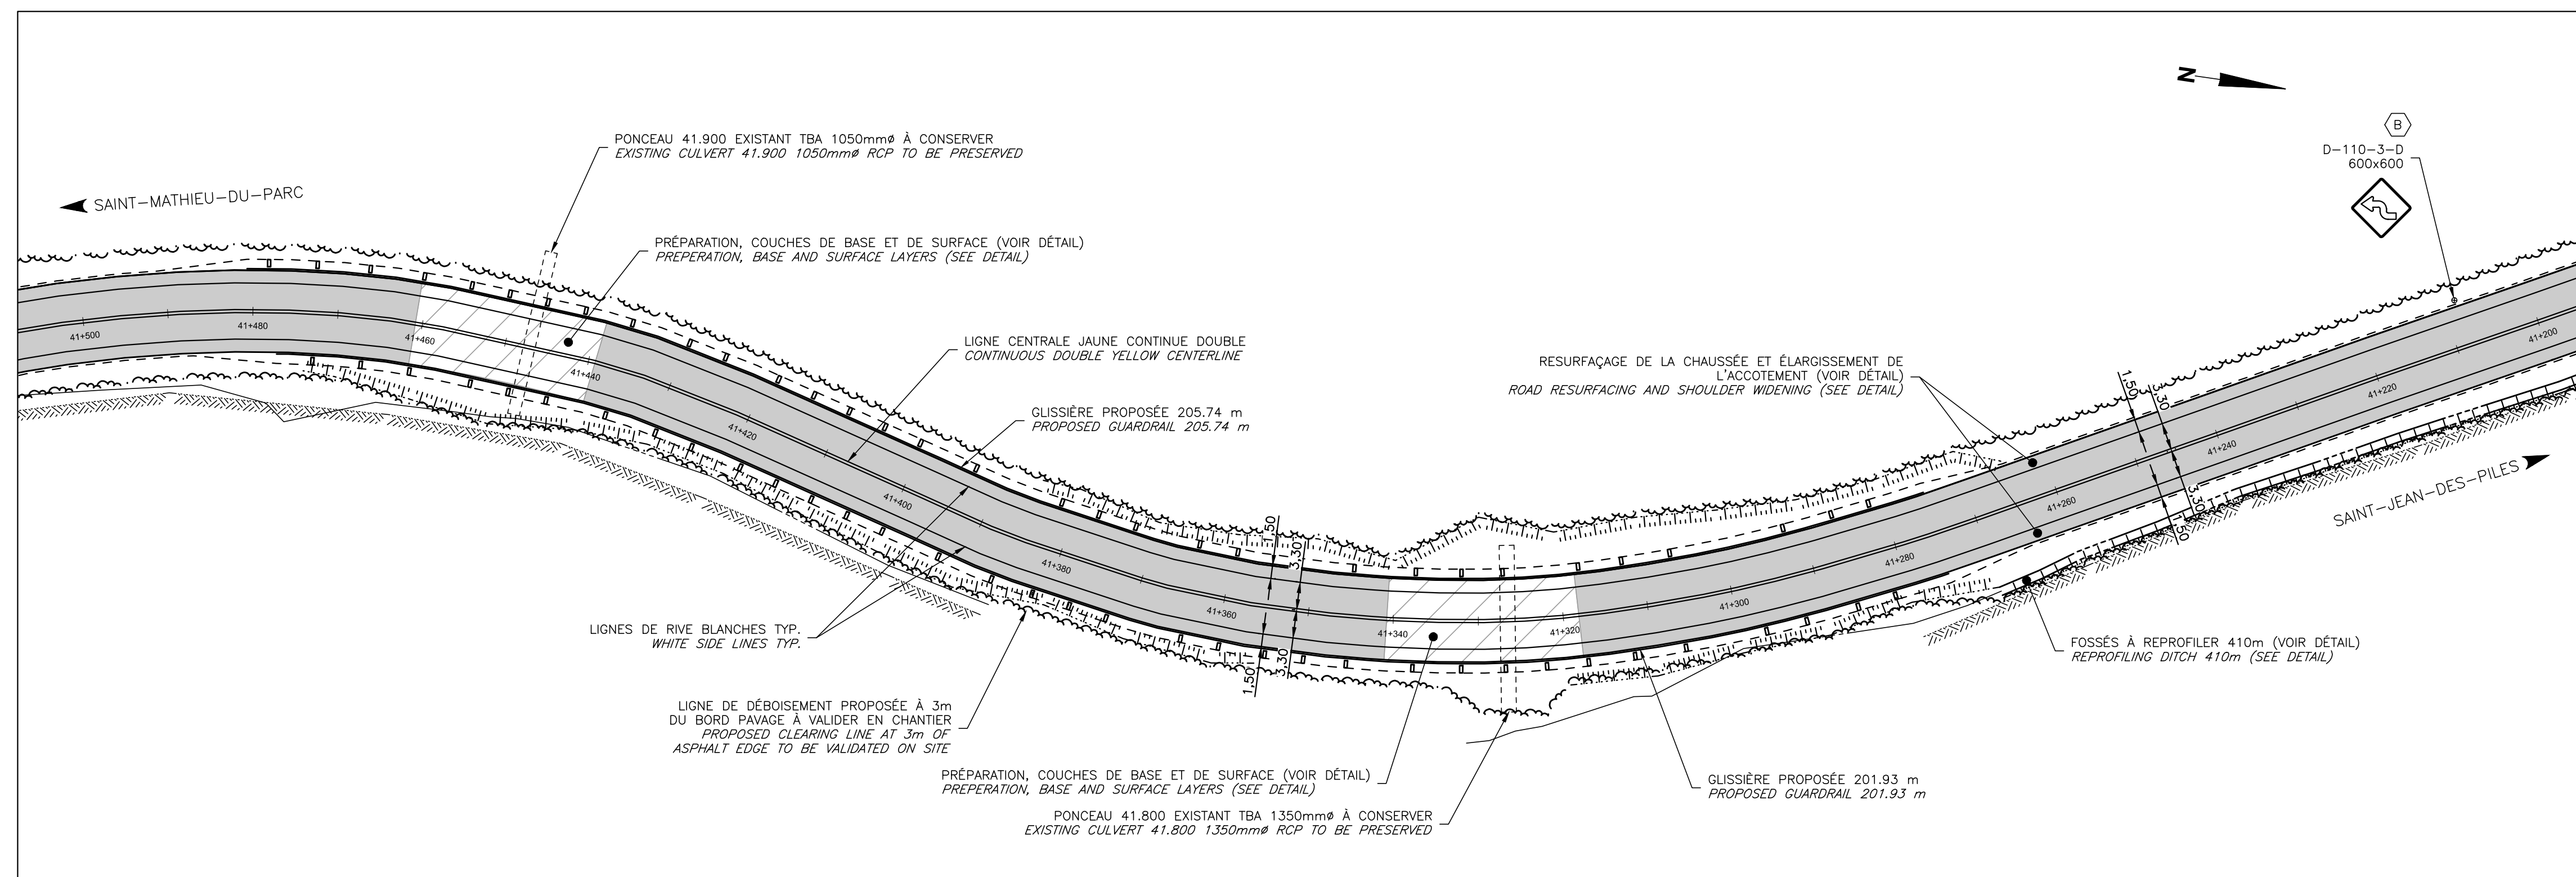 N
B
D-110-3-D
600x600
PONCEAU 41.900 EXISTANT TBA 1050mmø À CONSERVER
EXISTING CULVERT 41.900 1050mmø RCP TO BE PRESERVED
SAINT-MATHIEU-DU-PARC
PRÉPARATION, COUCHES DE BASE ET DE SURFACE (VOIR DÉTAIL)
PREPERATION, BASE AND SURFACE LAYERS (SEE DETAIL)
LIGNE CENTRALE JAUNE CONTINUE DOUBLE
CONTINUOUS DOUBLE YELLOW CENTERLINE
GLISSIÈRE PROPOSÉE 205.74 m
PROPOSED GUARDRAIL 205.74 m
RESURFAÇAGE DE LA CHAUSSÉE ET ÉLARGISSEMENT DE
L'ACCOTEMENT (VOIR DÉTAIL)
ROAD RESURFACING AND SHOULDER WIDENING (SEE DETAIL)
41+500
41+480
41+460
41+440
41+420
41+400
41+380
41+360
41+340
41+320
41+300
41+280
41+260
41+240
41+220
41+200
1,50
3,30
3,30
1,50
1,50
3,30
3,30
1,50
SAINT-JEAN-DES-PILES
LIGNES DE RIVE BLANCHES TYP.
WHITE SIDE LINES TYP.
FOSSÉS À REPROFILER 410m (VOIR DÉTAIL)
REPROFILING DITCH 410m (SEE DETAIL)
LIGNE DE DÉBOISEMENT PROPOSÉE À 3m
DU BORD PAVAGE À VALIDER EN CHANTIER
PROPOSED CLEARING LINE AT 3m OF
ASPHALT EDGE TO BE VALIDATED ON SITE
PRÉPARATION, COUCHES DE BASE ET DE SURFACE (VOIR DÉTAIL)
PREPERATION, BASE AND SURFACE LAYERS (SEE DETAIL)
GLISSIÈRE PROPOSÉE 201.93 m
PROPOSED GUARDRAIL 201.93 m
PONCEAU 41.800 EXISTANT TBA 1350mmø À CONSERVER
EXISTING CULVERT 41.800 1350mmø RCP TO BE PRESERVED